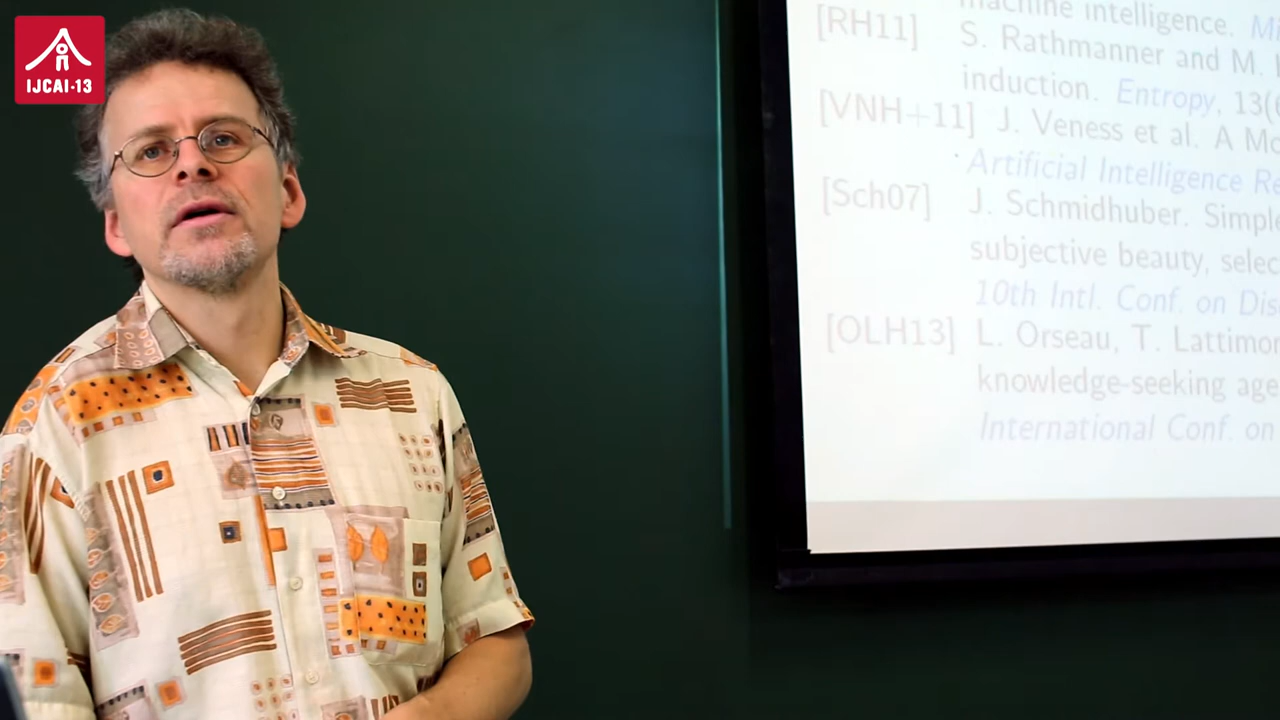 IJCAI-13
machine intelligence.
[RH11] S. Rathmanner and M.
induction. Entropy, 13(
[VNH+11] J. Veness et al. A
Artificial Intelligence
[Sch07] J. Schmidhuber.
subjective beauty,
10th Intl. Conf. on
[OLH13] L. Orseau, T.
knowledge-seeking
International Conf. on